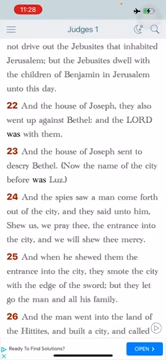 11:28
Judges 1
not drive out the Jebusites that inhabited
Jerusalem; but the Jebusites dwell with
the children of Benjamin in Jerusalem
unto this day.
22 And the house of Joseph, they also
went up against Bethel: and the LORD
was with them.
23 And the house of Joseph sent to
descry Bethel. (Now the name of the city
before was Luz.)
24 And the spies saw a man come forth
out of the city, and they said unto him,
Shew us, we pray thee, the entrance into
the city, and we will shew thee mercy.
25 And when he shewed them the
entrance into the city, they smote the city
with the edge of the sword; but they let
go the man and all his family.
26 And the man went into the land of
the Hittites, and built a city, and called
Ready To Find Solutions?
OPEN